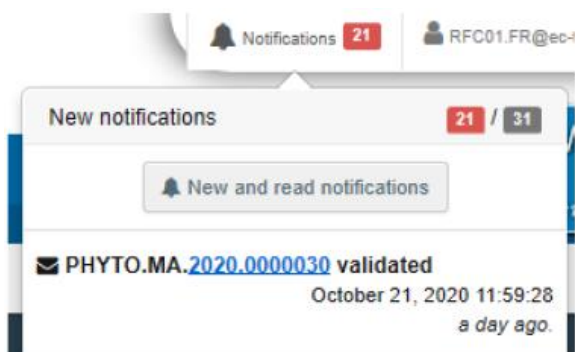 Notifications 21 RFC01.FR@ec-
New notifications 21 / 31
New and read notifications
PHYTO.MA.2020.0000030 validated
October 21, 2020 11:59:28
a day ago.